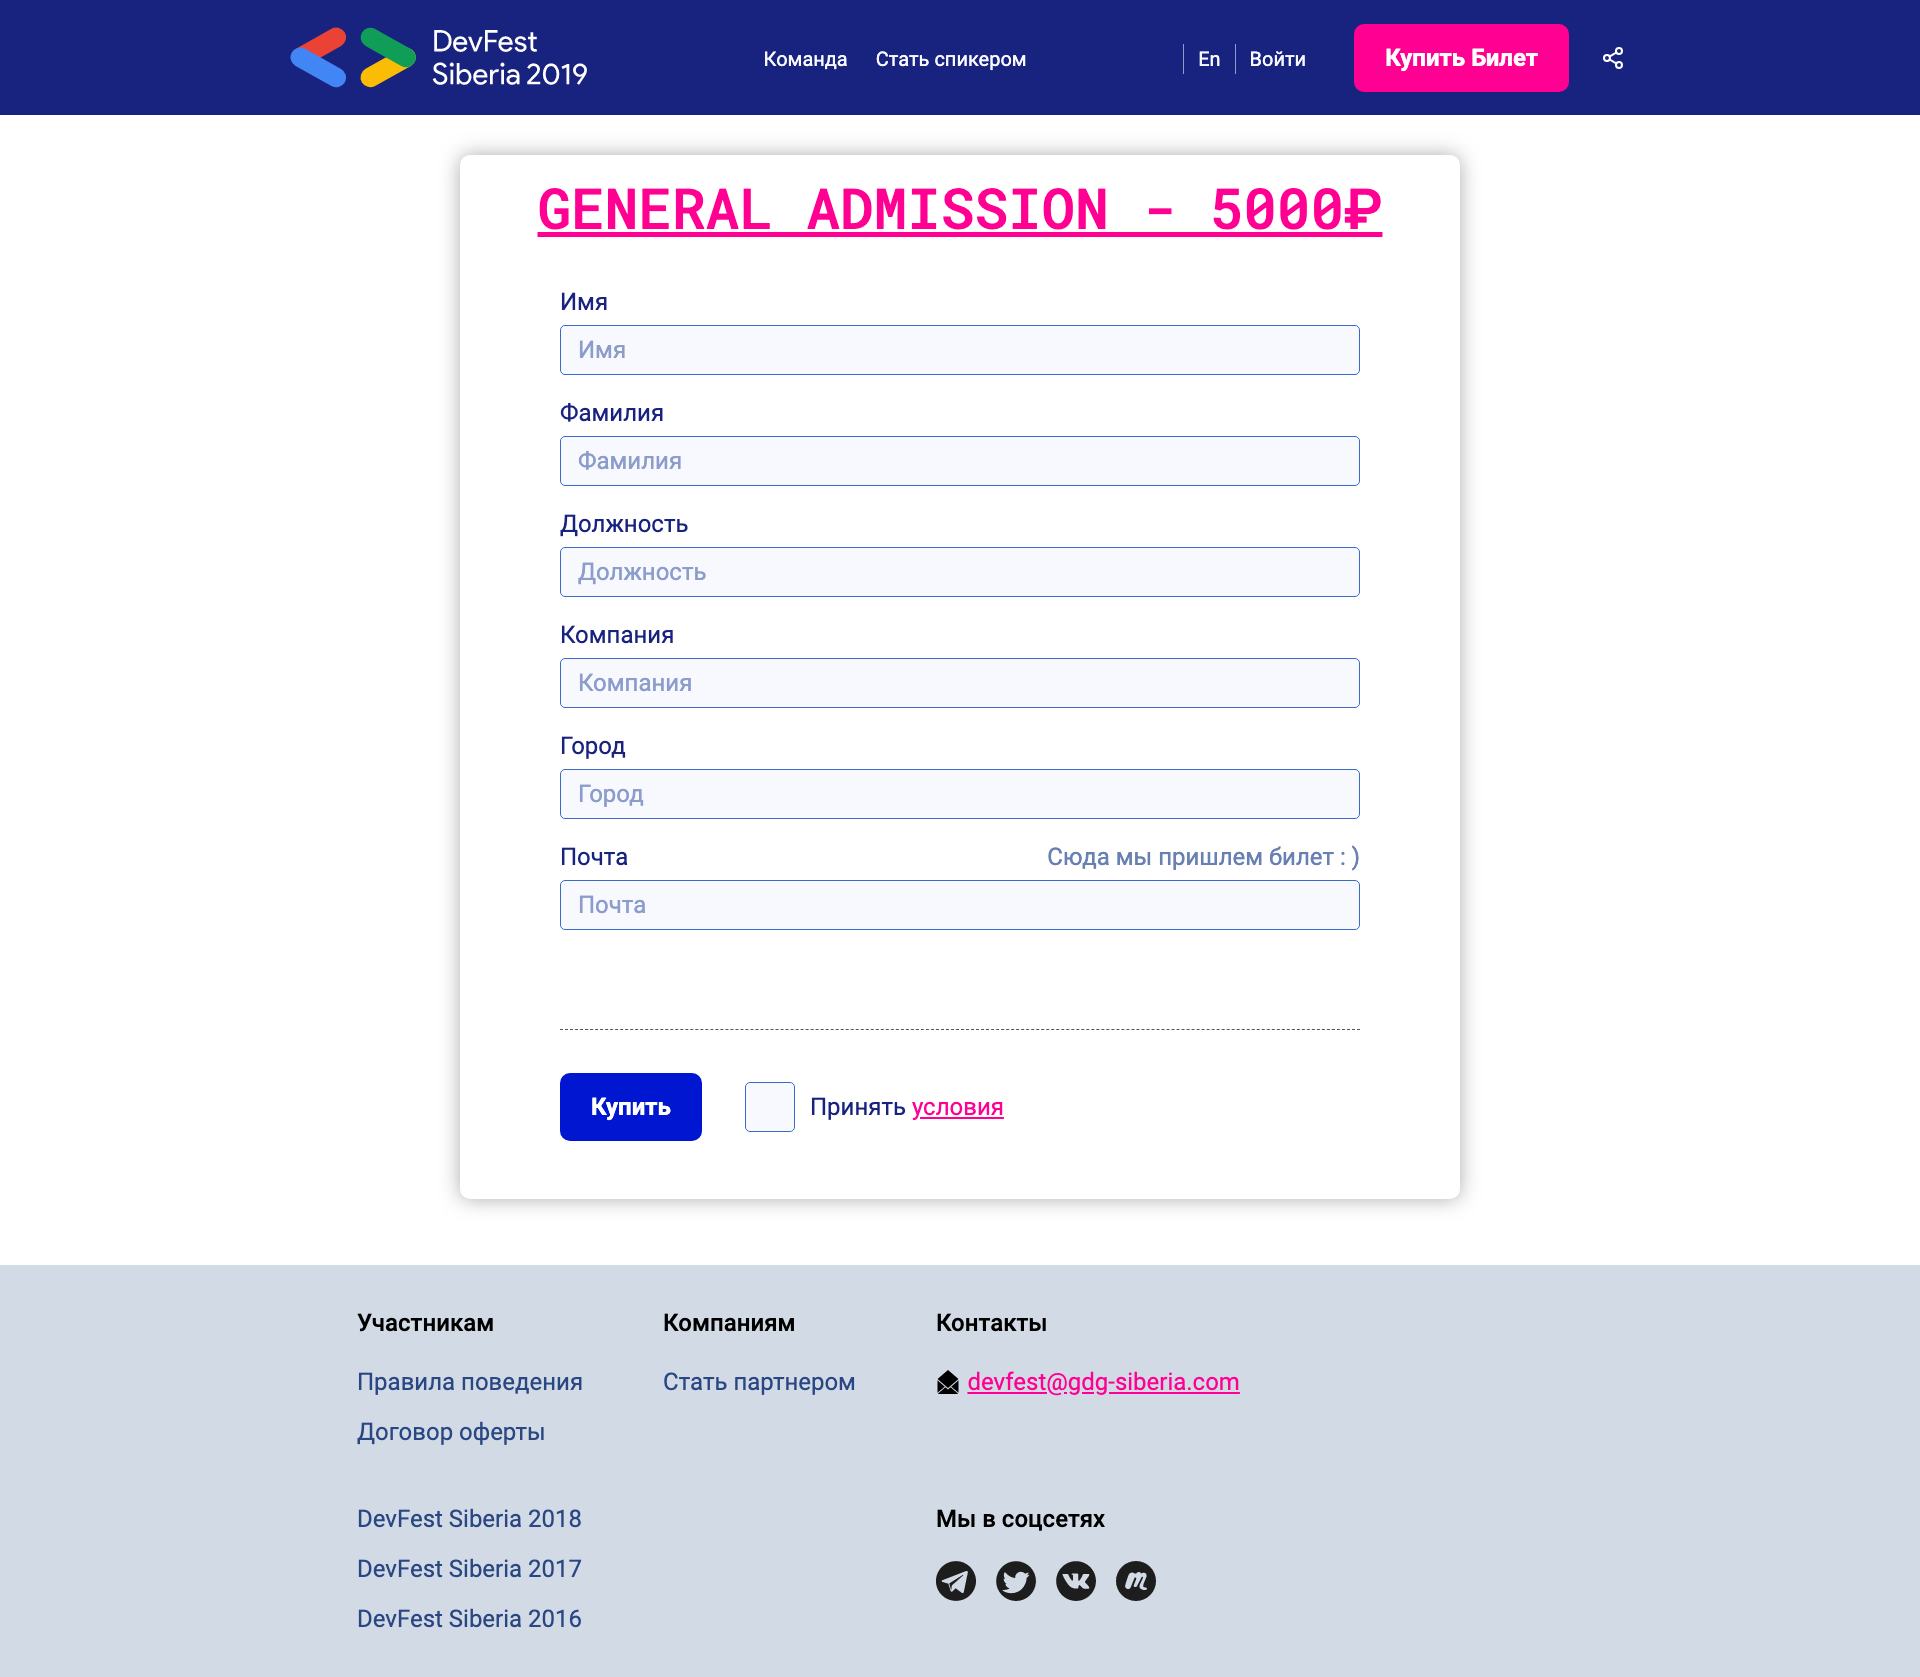 DevFest
Siberia 2019
Команда
Стать спикером
En
Войти
Купить Билет
GENERAL ADMISSION - 5000₽
Имя
Имя
Фамилия
Фамилия
Должность
Должность
Компания
Компания
Город
Город
Почта
Сюда мы пришлем билет : )
Почта
Купить
Принять условия
Участникам
Правила поведения
Договор оферты
Компаниям
Стать партнером
Контакты
devfest@gdg-siberia.com
DevFest Siberia 2018
DevFest Siberia 2017
DevFest Siberia 2016
Мы в соцсетях